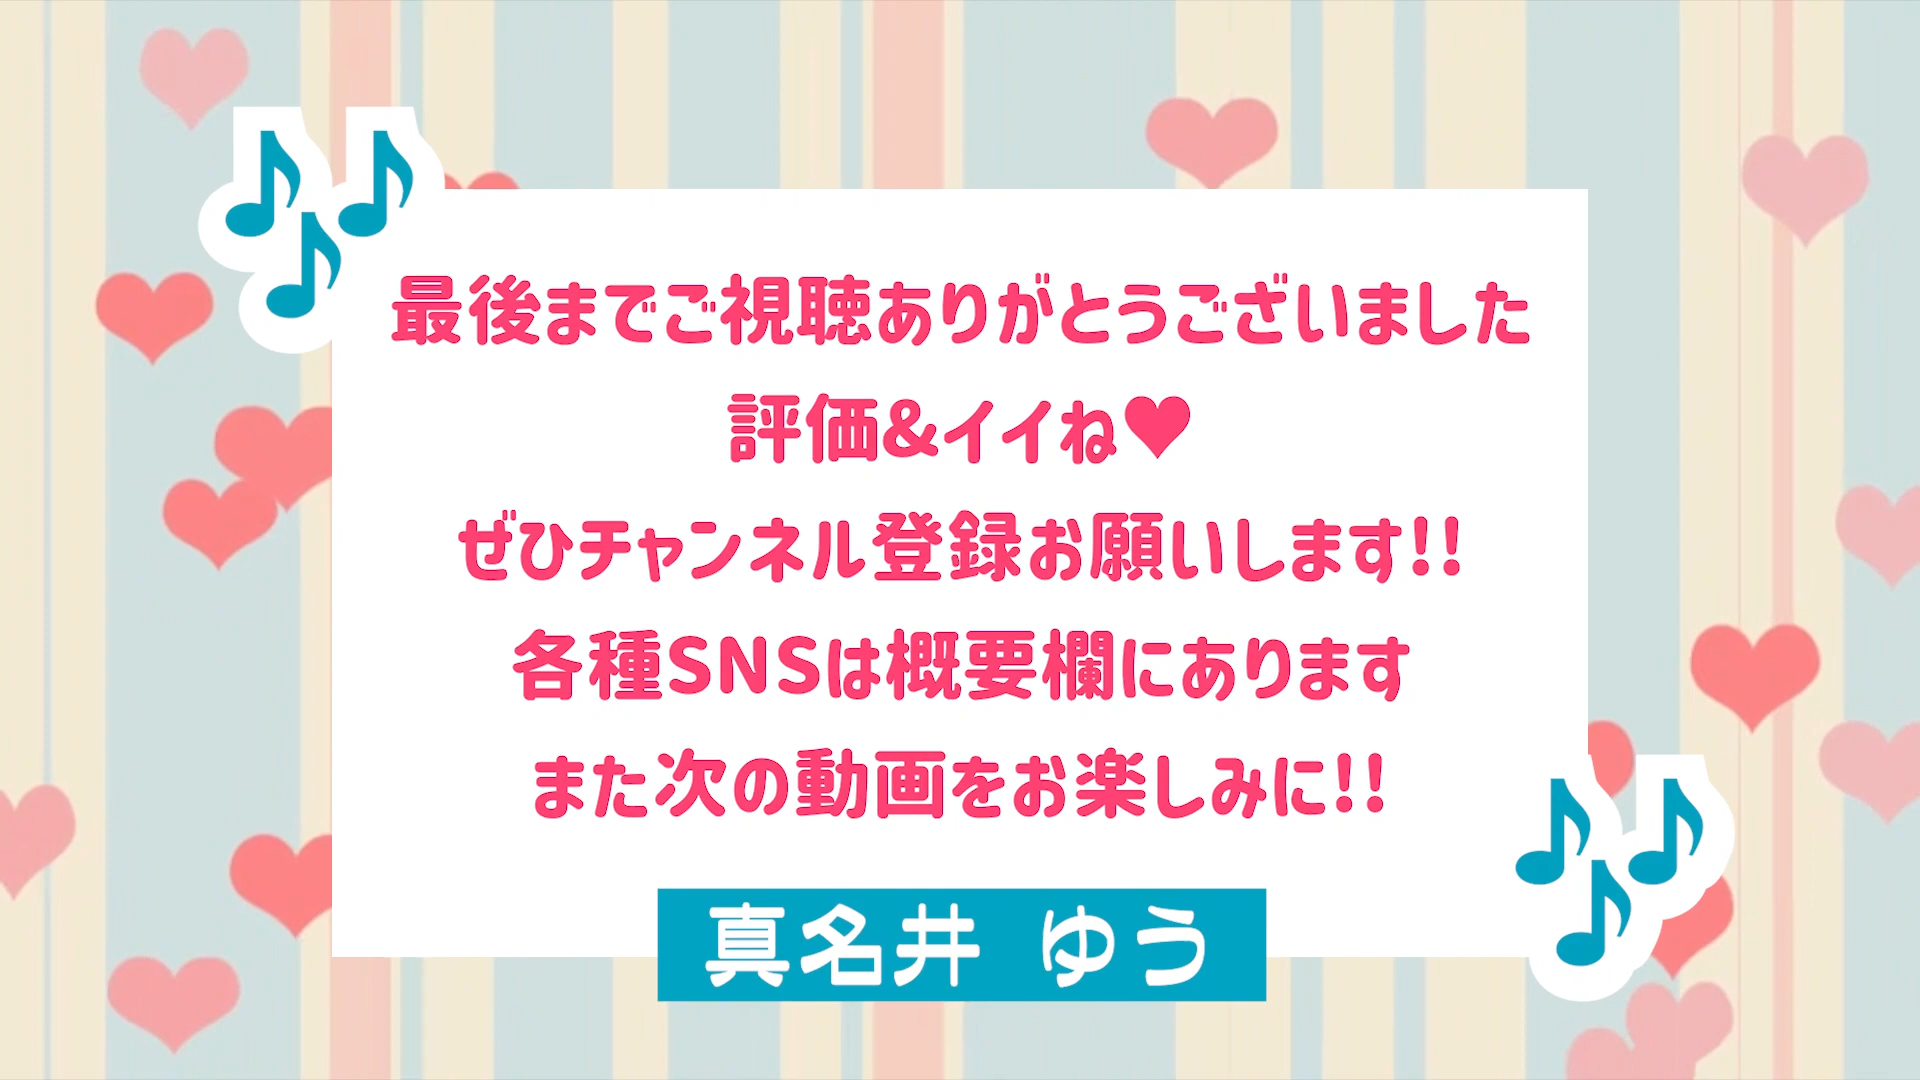 最後までご視聴ありがとうございました
評価&イイね♥
ぜひチャンネル登録お願いします!!
各種SNSは概要欄にあります
また次の動画をお楽しみに!!
真名井 ゆう